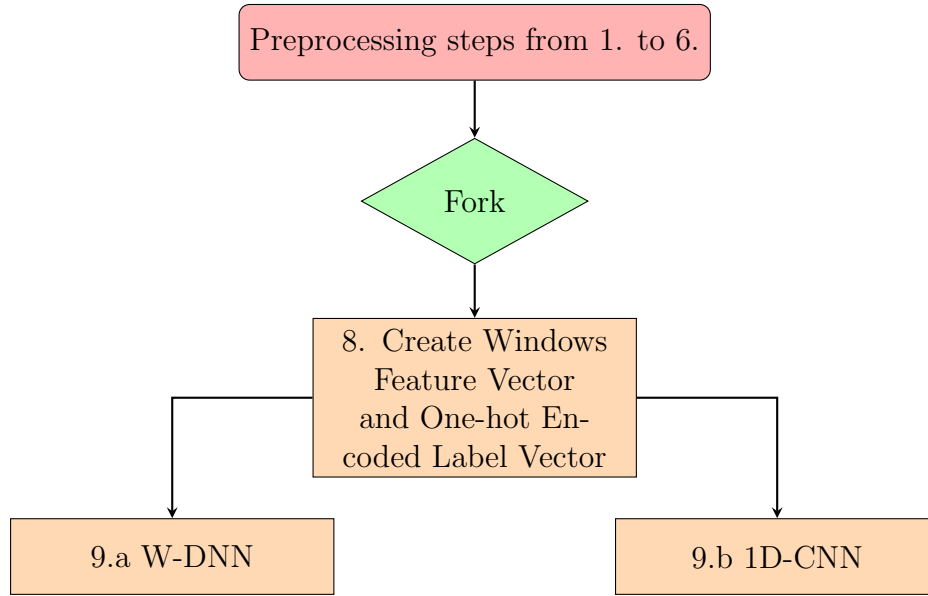 Preprocessing steps from 1. to 6.
Fork
8. Create Windows
Feature Vector
and One-hot En-
coded Label Vector
9.a W-DNN
9.b 1D-CNN